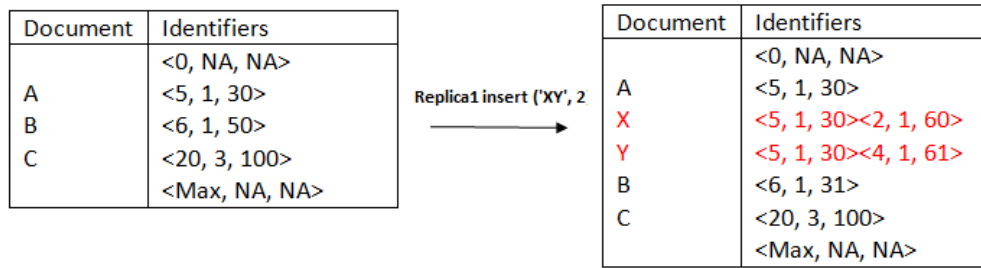 Document Identifiers
<0, NA, NA>
A <5, 1, 30>
B <6, 1, 50>
C <20, 3, 100>
<Max, NA, NA>
Replica1 insert ('XY', 2
Document Identifiers
<0, NA, NA>
A <5, 1, 30>
X <5, 1, 30><2, 1, 60>
Y <5, 1, 30><4, 1, 61>
B <6, 1, 31>
C <20, 3, 100>
<Max, NA, NA>